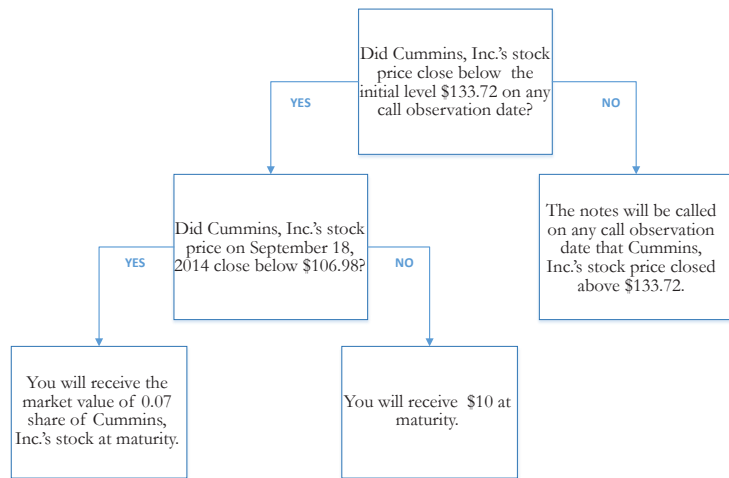 Did Cummins, Inc.'s stock
price close below the
initial level $133.72 on any
call observation date?
YES
NO
Did Cummins, Inc.'s stock
price on September 18,
2014 close below $106.98?
The notes will be called
on any call observation
date that Cummins,
Inc.'s stock price closed
above $133.72.
YES
NO
You will receive the
market value of 0.07
share of Cummins,
Inc.'s stock at maturity.
You will receive $10 at
maturity.